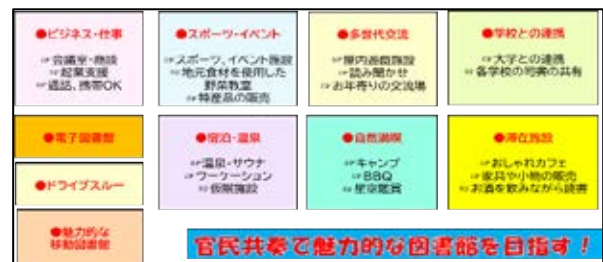 ●ビジネス・仕事
☞会議室・商談
☞起業支援
☞通話、携帯OK
●スポーツ・イベント
☞スポーツ、イベント施設
☞地元食材を使用した
野菜教室
☞特産品の販売
●多世代交流
☞屋内遊戯施設
☞読み聞かせ
☞お年寄りの交流場
●学校との連携
☞大学との連携
☞各学校の司書の共有
●電子図書館
●ドライブスルー
●魅力的な
移動図書館
●宿泊・温泉
☞温泉・サウナ
☞ワーケーション
☞仮眠施設
●自然満喫
☞キャンプ
☞BBQ
☞星空鑑賞
●滞在施設
☞おしゃれカフェ
☞家具や小物の販売
☞お酒を飲みながら読書
官民共奏で魅力的な図書館を目指す！